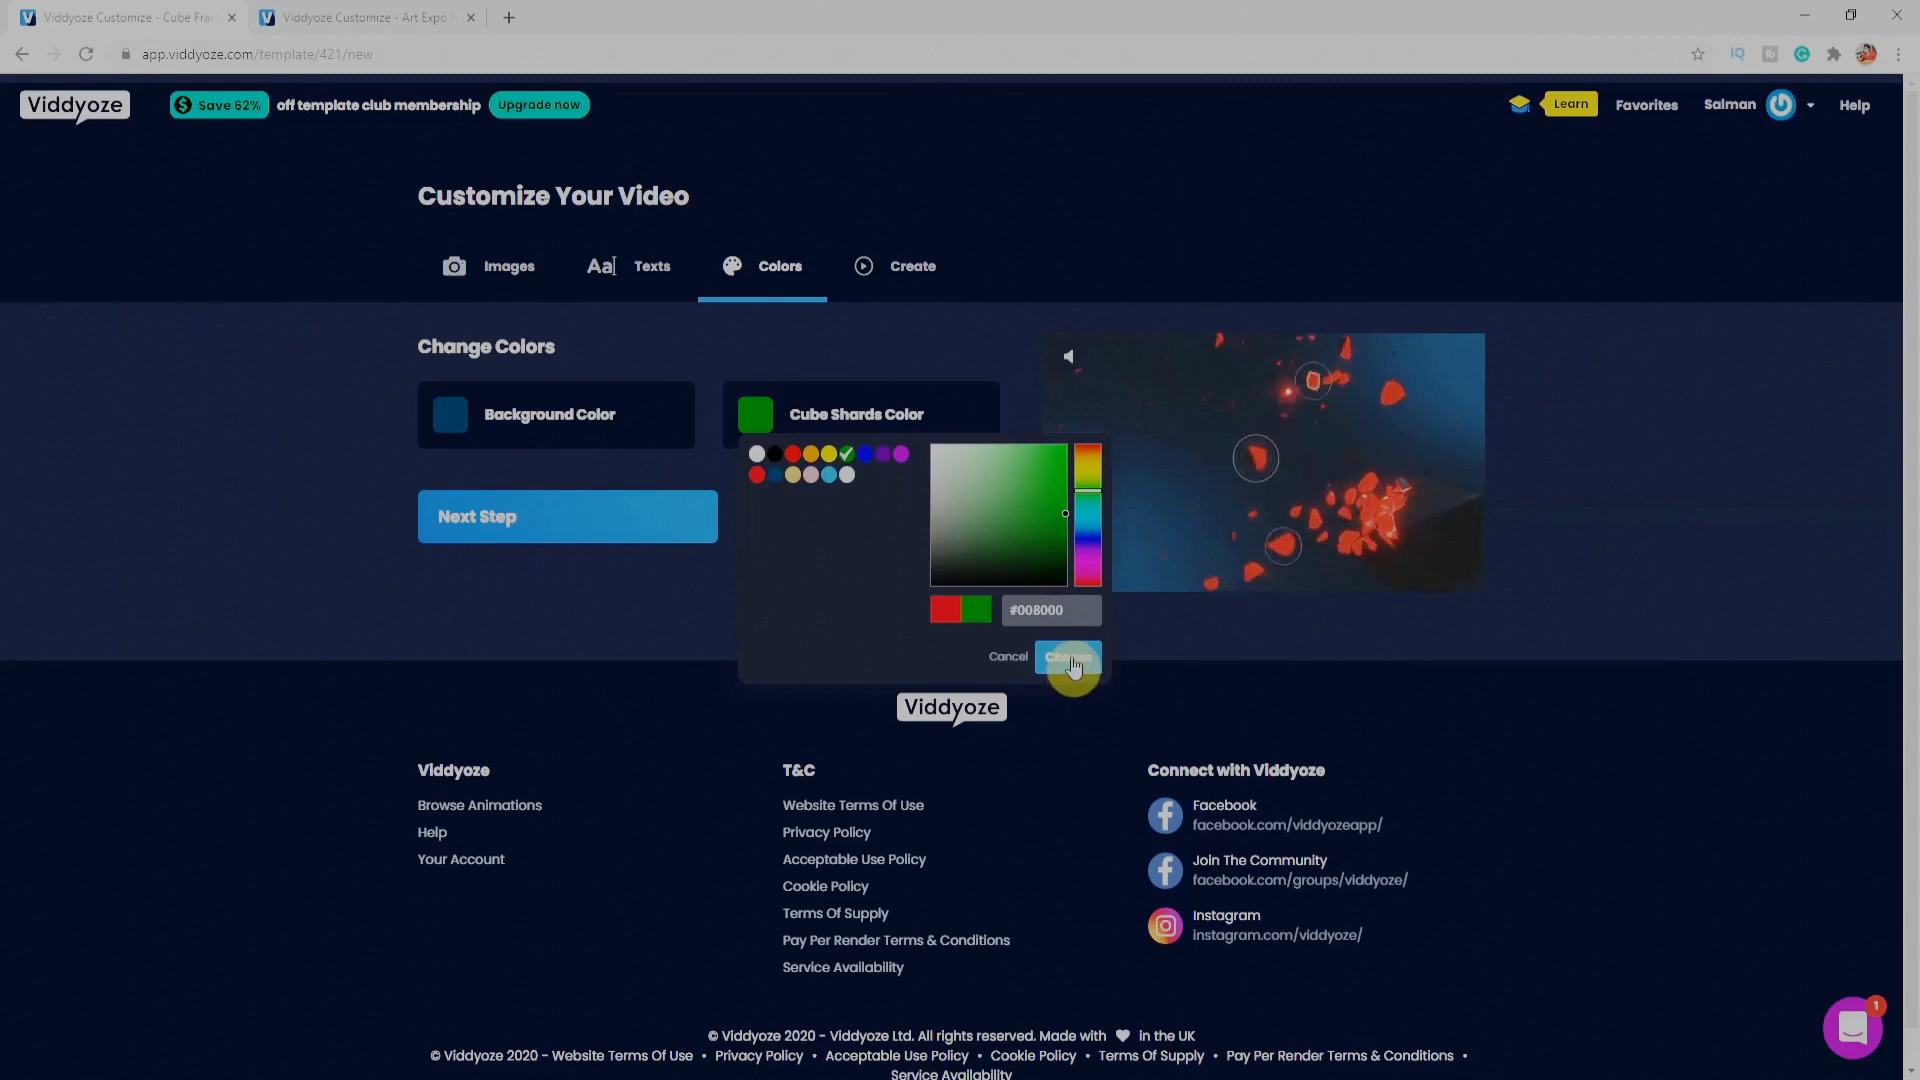 Viddyoze Customize - Cube Frac
Viddyoze Customize - Art Expo
app.viddyoze.com/template/421/new
Viddyoze
Save 62%
off template club membership
Upgrade now
Learn
Favorites
Salman
Help
Customize Your Video
Images
Aa
Texts
Colors
Create
Change Colors
Background Color
Cube Shards Color
Next Step
#008000
Cancel
Viddyoze
Viddyoze
Browse Animations
Help
Your Account
T&C
Website Terms Of Use
Privacy Policy
Acceptable Use Policy
Cookie Policy
Terms Of Supply
Pay Per Render Terms & Conditions
Service Availability
Connect with Viddyoze
Facebook
facebook.com/viddyozeapp/
Join The Community
facebook.com/groups/viddyoze/
Instagram
instagram.com/viddyoze/
1
© Viddyoze 2020 - Viddyoze Ltd. All rights reserved. Made with ♥ in the UK
© Viddyoze 2020 - Website Terms Of Use • Privacy Policy • Acceptable Use Policy • Cookie Policy • Terms Of Supply • Pay Per Render Terms & Conditions •
Service Availability